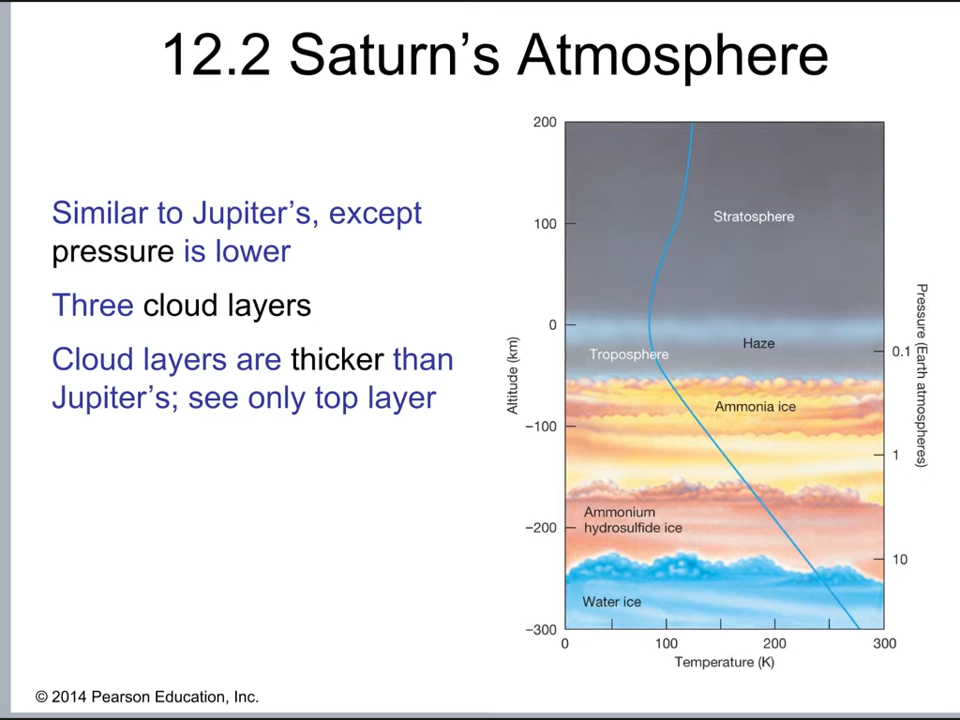 12.2 Saturn’s Atmosphere
Similar to Jupiter’s, except
pressure is lower
Three cloud layers
Cloud layers are thicker than
Jupiter’s; see only top layer
200
100
0
−100
−200
−300
Altitude (km)
Stratosphere
Haze
Troposphere
Ammonia ice
Ammonium
hydrosulfide ice
Water ice
0.1
1
10
Pressure (Earth atmospheres)
0 100 200 300
Temperature (K)
© 2014 Pearson Education, Inc.